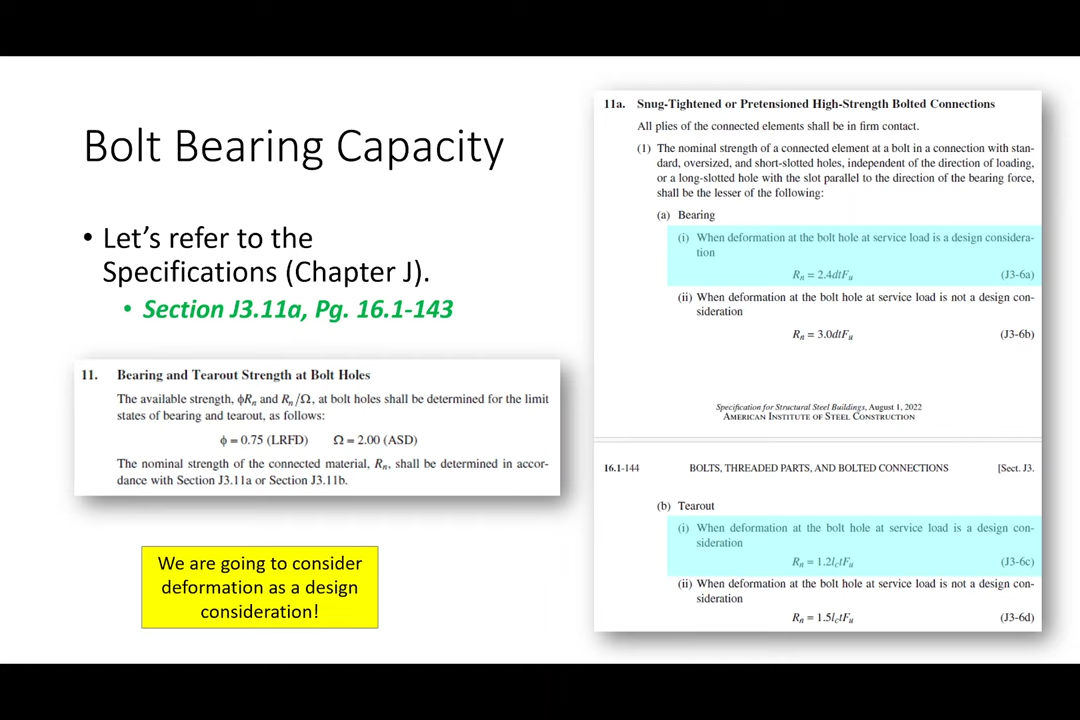 Bolt Bearing Capacity
• Let’s refer to the
Specifications (Chapter J).
• Section J3.11a, Pg. 16.1-143
11. Bearing and Tearout Strength at Bolt Holes
The available strength, ϕRn and Rn/Ω, at bolt holes shall be determined for the limit
states of bearing and tearout, as follows:
ϕ = 0.75 (LRFD) Ω = 2.00 (ASD)
The nominal strength of the connected material, Rn, shall be determined in accor-
dance with Section J3.11a or Section J3.11b.
We are going to consider
deformation as a design
consideration!
11a. Snug-Tightened or Pretensioned High-Strength Bolted Connections
All plies of the connected elements shall be in firm contact.
(1) The nominal strength of a connected element at a bolt in a connection with stan-
dard, oversized, and short-slotted holes, independent of the direction of loading,
or a long-slotted hole with the slot parallel to the direction of the bearing force,
shall be the lesser of the following:
(a) Bearing
(i) When deformation at the bolt hole at service load is a design considera-
tion
Rn = 2.4dtFu (J3-6a)
(ii) When deformation at the bolt hole at service load is not a design con-
sideration
Rn = 3.0dtFu (J3-6b)
Specification for Structural Steel Buildings, August 1, 2022
AMERICAN INSTITUTE OF STEEL CONSTRUCTION
16.1-144 BOLTS, THREADED PARTS, AND BOLTED CONNECTIONS [Sect. J3.
(b) Tearout
(i) When deformation at the bolt hole at service load is a design con-
sideration
Rn = 1.2lctFu (J3-6c)
(ii) When deformation at the bolt hole at service load is not a design con-
sideration
Rn = 1.5lctFu (J3-6d)